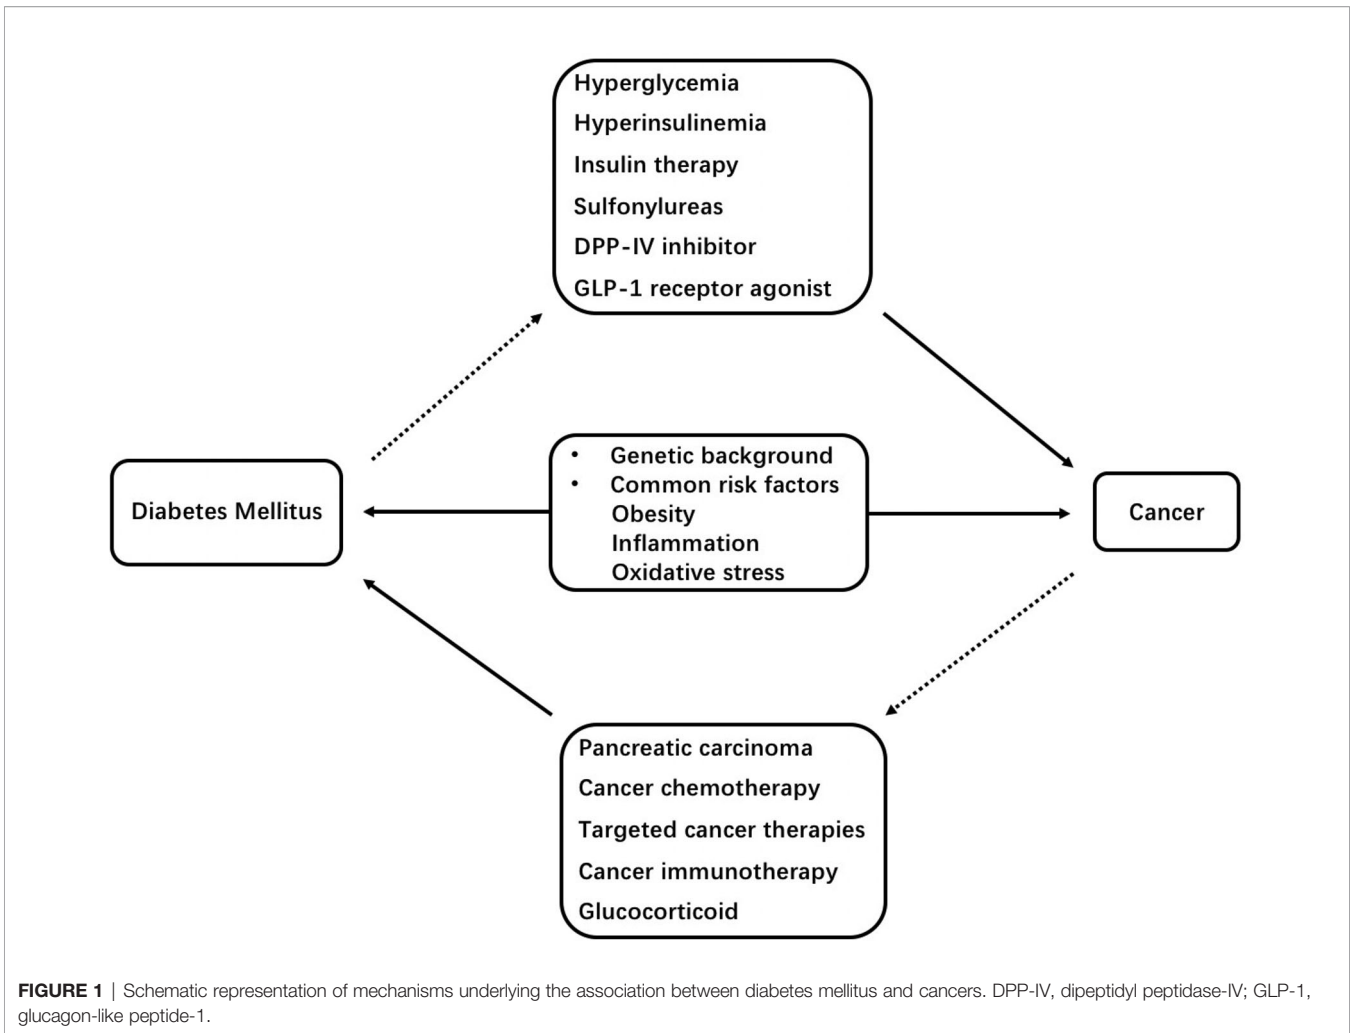 Hyperglycemia
Hyperinsulinemia
Insulin therapy
Sulfonylureas
DPP-IV inhibitor
GLP-1 receptor agonist
Diabetes Mellitus
• Genetic background
• Common risk factors
Obesity
Inflammation
Oxidative stress
Cancer
Pancreatic carcinoma
Cancer chemotherapy
Targeted cancer therapies
Cancer immunotherapy
Glucocorticoid
FIGURE 1 | Schematic representation of mechanisms underlying the association between diabetes mellitus and cancers. DPP-IV, dipeptidyl peptidase-IV; GLP-1,
glucagon-like peptide-1.